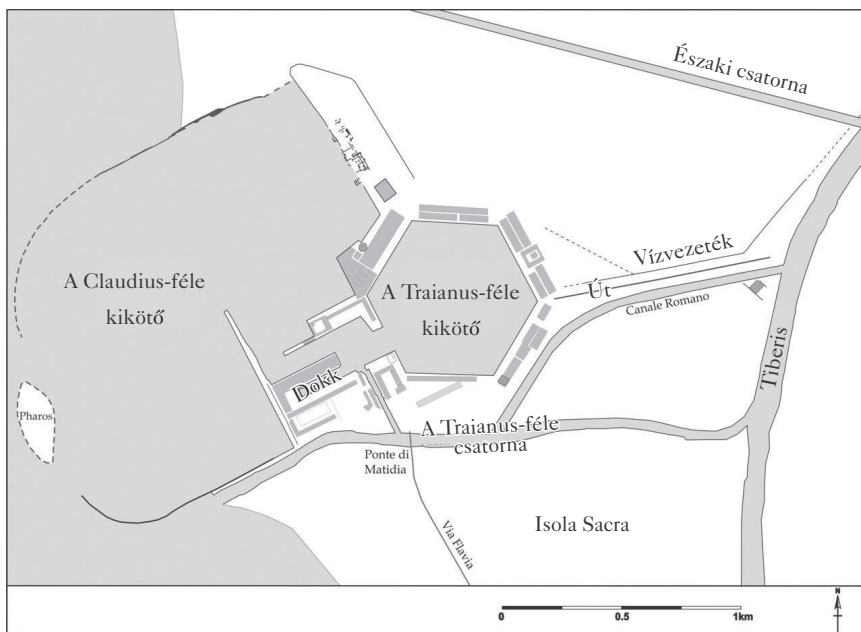 Északi csatorna
A Claudius-féle
kikötő
A Traianus-féle
kikötő
Vízvezeték
Út
Canale Romano
Tiberis
Dokk
Pharos
A Traianus-féle
csatorna
Ponte di
Matidia
Via Flavia
Isola Sacra
N
0
0.5
1km